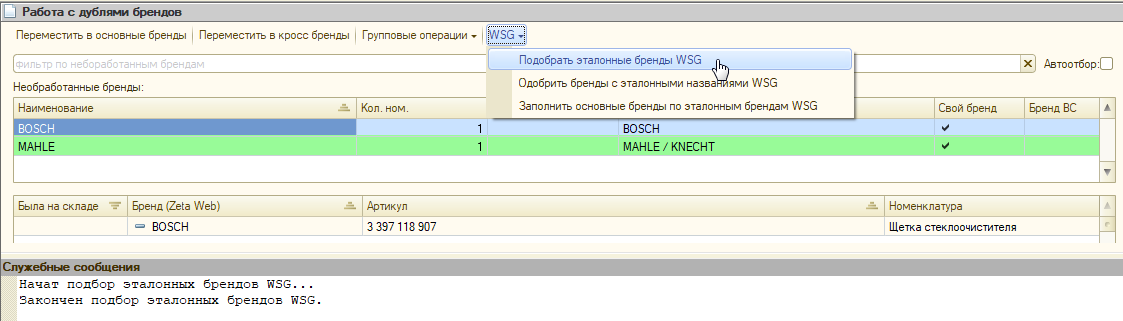 Работа с дублями брендов
Переместить в основные бренды Переместить в кросс бренды Групповые операции WSG
Подобрать эталонные бренды WSG
фильтр по необработанным брендам
Автоотбор:
Одобрить бренды с эталонными названиями WSG
Необработанные бренды:
Наименование Кол. ном. Заполнить основные бренды по эталонным брендам WSG Свой бренд Бренд ВС
BOSCH 1 BOSCH
MAHLE 1 MAHLE / KNECHT
Была на складе Бренд (Zeta Web) Артикул Номенклатура
BOSCH 3 397 118 907 Щетка стеклоочистителя
Служебные сообщения
Начат подбор эталонных брендов WSG...
Закончен подбор эталонных брендов WSG.